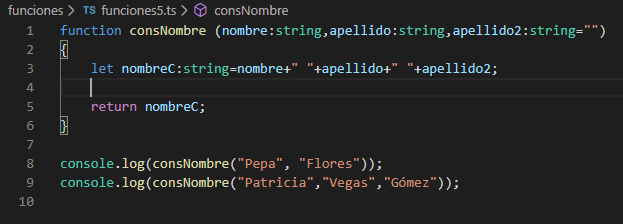 funciones > TS funciones5.ts > consNombre
1 function consNombre (nombre:string,apellido:string,apellido2:string="")
2 {
3     let nombreC:string=nombre+" "+apellido+" "+apellido2;
4
5     return nombreC;
6 }
7
8 console.log(consNombre("Pepa", "Flores"));
9 console.log(consNombre("Patricia","Vegas","Gómez"));
10